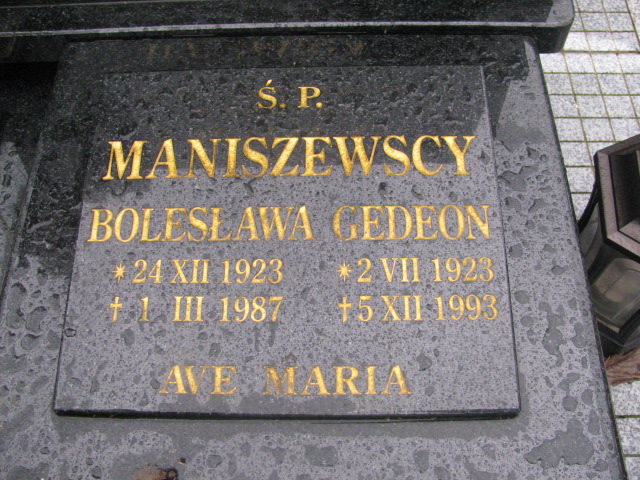 Ś. P.
MANISZEWSCY
BOLESŁAWA GEDEON
* 24 XII 1923 * 2 VII 1923
† 1 III 1987 † 5 XII 1993
AVE MARIA